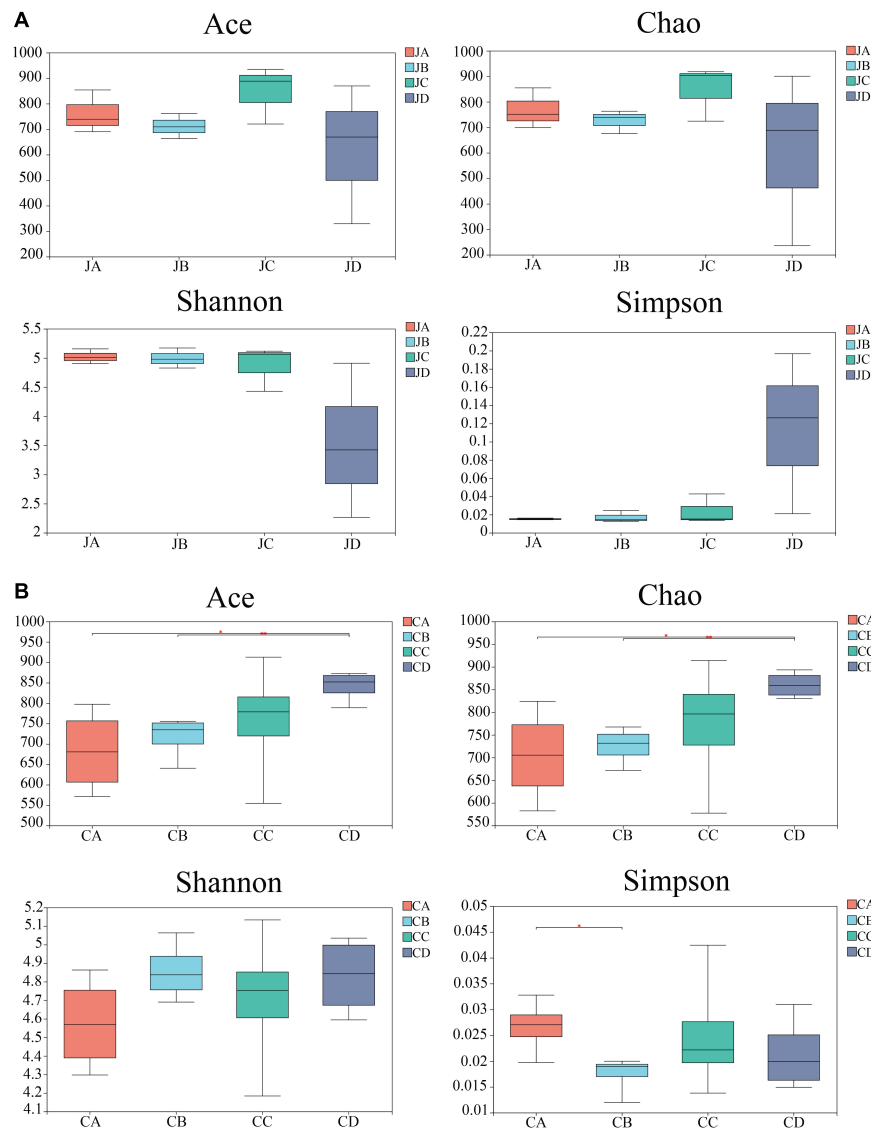 A
Ace
1000
900
800
700
600
500
400
300
200
JA
JB
JC
JD
JA
JB
JC
JD
Chao
1000
900
800
700
600
500
400
300
200
JA
JB
JC
JD
JA
JB
JC
JD
Shannon
5.5
5
4.5
4
3.5
3
2.5
2
JA
JB
JC
JD
JA
JB
JC
JD
Simpson
0.22
0.2
0.18
0.16
0.14
0.12
0.1
0.08
0.06
0.04
0.02
0
JA
JB
JC
JD
JA
JB
JC
JD
B
Ace
1000
950
900
850
800
750
700
650
600
550
500
* **
CA
CB
CC
CD
CA
CB
CC
CD
Chao
1000
950
900
850
800
750
700
650
600
550
* **
CA
CB
CC
CD
CA
CB
CC
CD
Shannon
5.2
5.1
5
4.9
4.8
4.7
4.6
4.5
4.4
4.3
4.2
4.1
CA
CB
CC
CD
CA
CB
CC
CD
Simpson
0.05
0.045
0.04
0.035
0.03
0.025
0.02
0.015
0.01
*
CA
CB
CC
CD
CA
CB
CC
CD